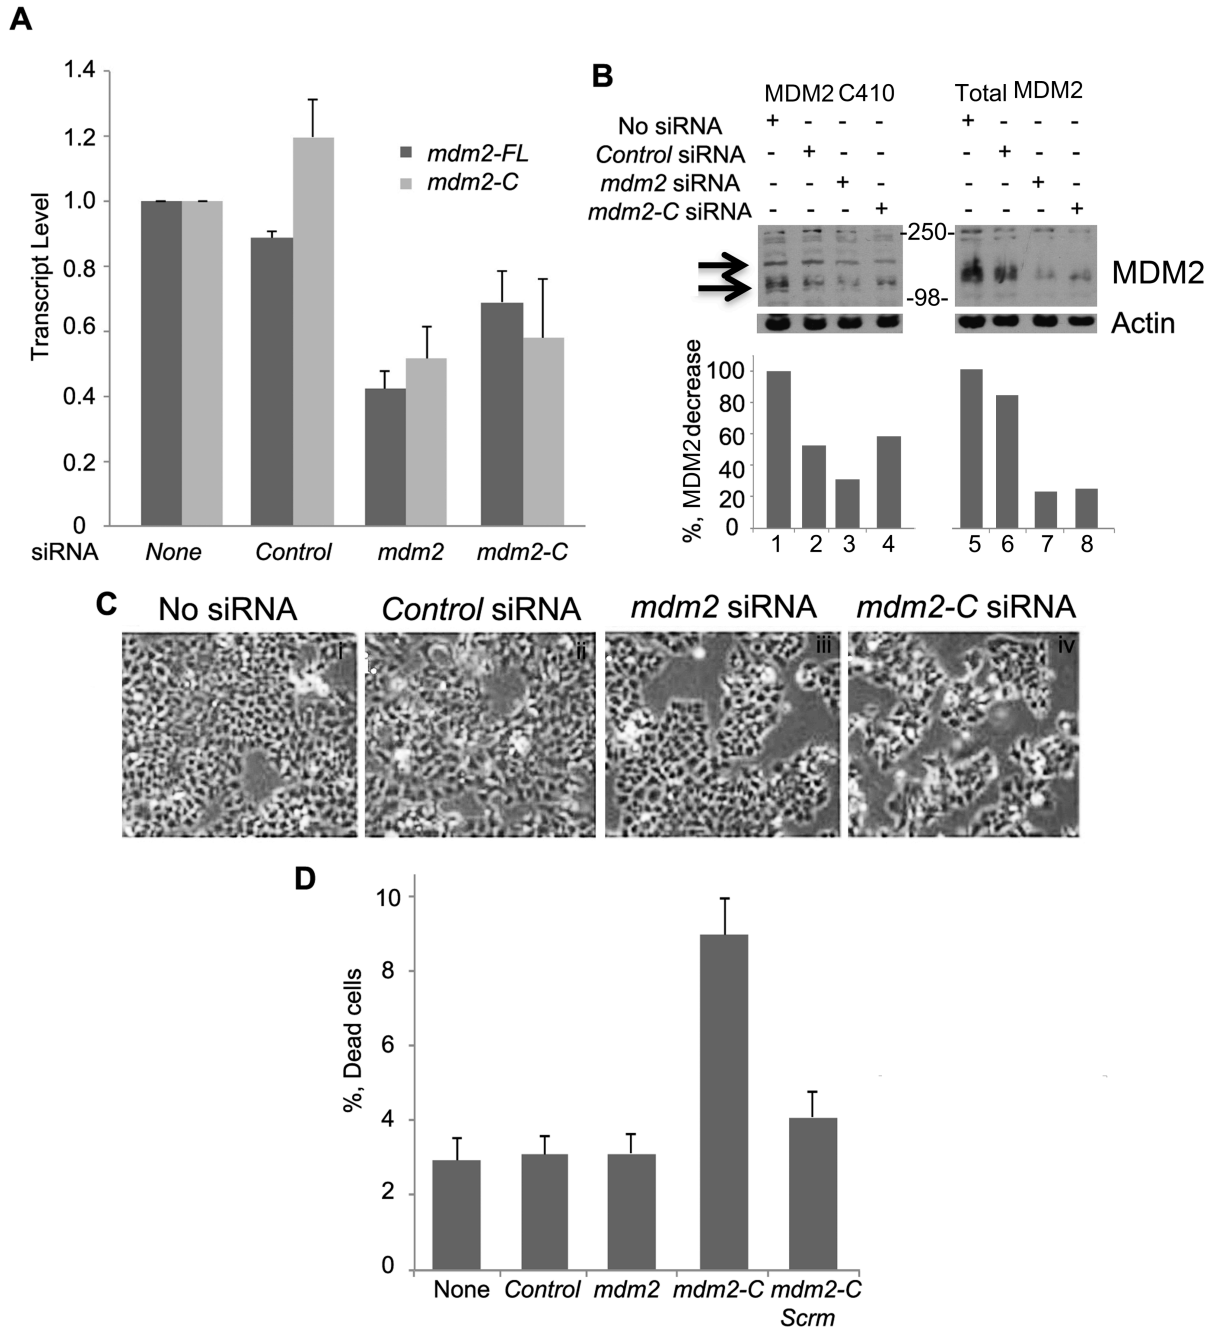 A
1.4
1.2
1.0
0.8
0.6
0.4
0.2
0
Transcript Level
mdm2-FL
mdm2-C
siRNA None Control mdm2 mdm2-C
B
MDM2 C410 Total MDM2
No siRNA + - - - + - - -
Control siRNA - + - - - + - -
mdm2 siRNA - - + - - - + -
mdm2-C siRNA - - - + - - - +
-250-
MDM2
-98-
Actin
%, MDM2 decrease
100
80
60
40
20
0
1 2 3 4 5 6 7 8
C
No siRNA Control siRNA mdm2 siRNA mdm2-C siRNA
i ii iii iv
D
10
8
6
4
2
0
%, Dead cells
None Control mdm2 mdm2-C mdm2-C
Scrm